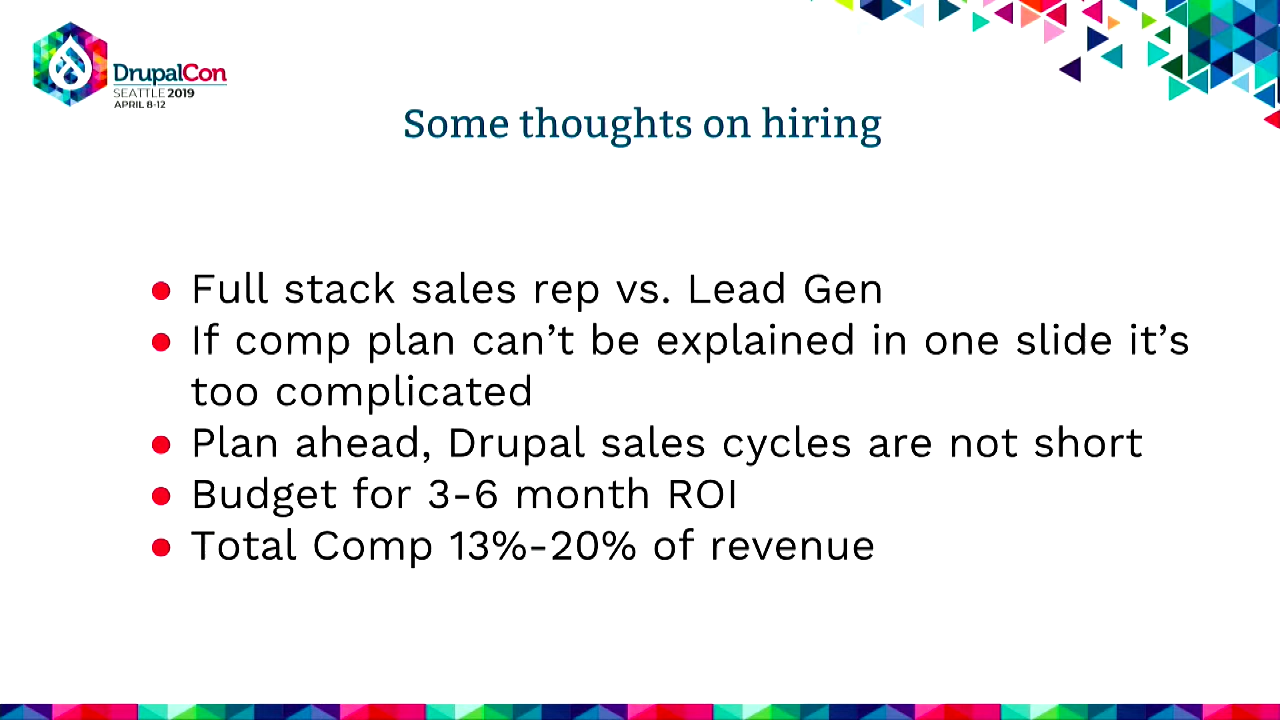 DrupalCon
SEATTLE 2019
APRIL 8-12
Some thoughts on hiring
● Full stack sales rep vs. Lead Gen
● If comp plan can’t be explained in one slide it’s
too complicated
● Plan ahead, Drupal sales cycles are not short
● Budget for 3-6 month ROI
● Total Comp 13%-20% of revenue